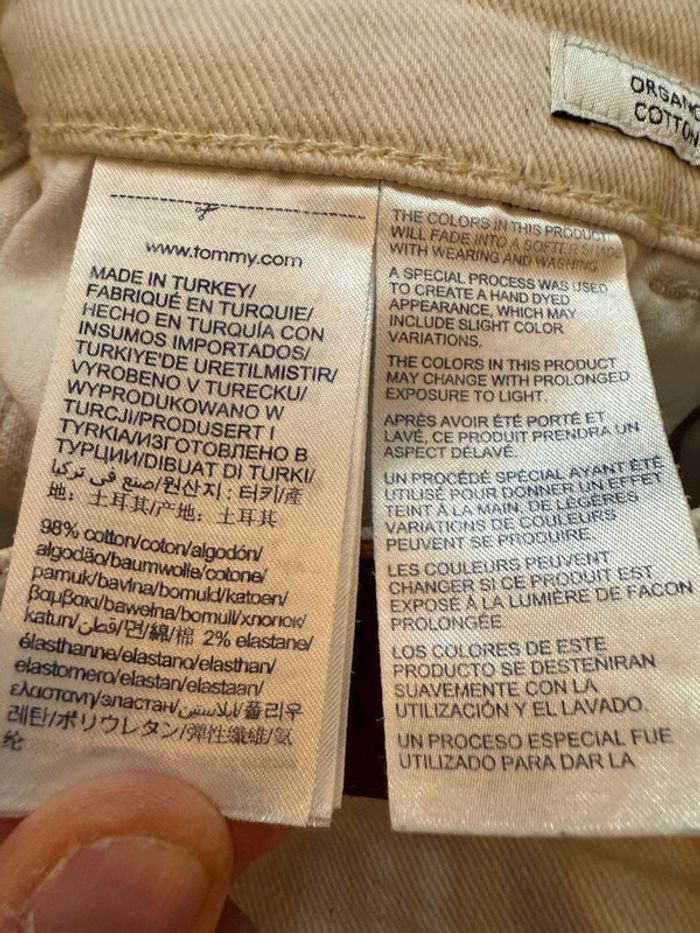 ORGANIC
COTTON
www.tommy.com
MADE IN TURKEY/
FABRIQUÉ EN TURQUIE/
HECHO EN TURQUÍA CON
INSUMOS IMPORTADOS/
TURKIYE'DE URETILMISTIR/
VYROBENO V TURECKU/
WYPRODUKOWANO W
TURCJI/PRODUSERT I
TYRKIA/ИЗГОТОВЛЕНО В
ТУРЦИИ/DIBUAT DI TURKI/
صنع في تركيا/원산지 : 터키/產
地：土耳其/产地：土耳其
98% cotton/coton/algodón/
algodão/baumwolle/cotone/
pamuk/bavlna/bomuld/katoen/
βαμβακι/bawełna/bomull/хлопок/
katun/قطن/면/綿/棉 2% elastane/
élasthanne/elastano/elasthan/
elastomero/elastan/elastaan/
ελαστανη/эластан/ايلاستين/폴리우
레탄/ポリウレタン/彈性纖維/氨
纶
THE COLORS IN THIS PRODUCT
WILL FADE INTO A SOFTER SHADE
WITH WEARING AND WASHING.
A SPECIAL PROCESS WAS USED
TO CREATE A HAND DYED
APPEARANCE, WHICH MAY
INCLUDE SLIGHT COLOR
VARIATIONS.
THE COLORS IN THIS PRODUCT
MAY CHANGE WITH PROLONGED
EXPOSURE TO LIGHT.
APRÈS AVOIR ÉTÉ PORTÉ ET
LAVÉ, CE PRODUIT PRENDRA UN
ASPECT DÉLAVÉ.
UN PROCÉDÉ SPÉCIAL AYANT ÉTÉ
UTILISÉ POUR DONNER UN EFFET
TEINT À LA MAIN, DE LÉGÈRES
VARIATIONS DE COULEURS
PEUVENT SE PRODUIRE.
LES COULEURS PEUVENT
CHANGER SI CE PRODUIT EST
EXPOSÉ À LA LUMIÈRE DE FACON
PROLONGÉE.
LOS COLORES DE ESTE
PRODUCTO SE DESTEÑIRAN
SUAVEMENTE CON LA
UTILIZACIÓN Y EL LAVADO.
UN PROCESO ESPECIAL FUE
UTILIZADO PARA DAR LA